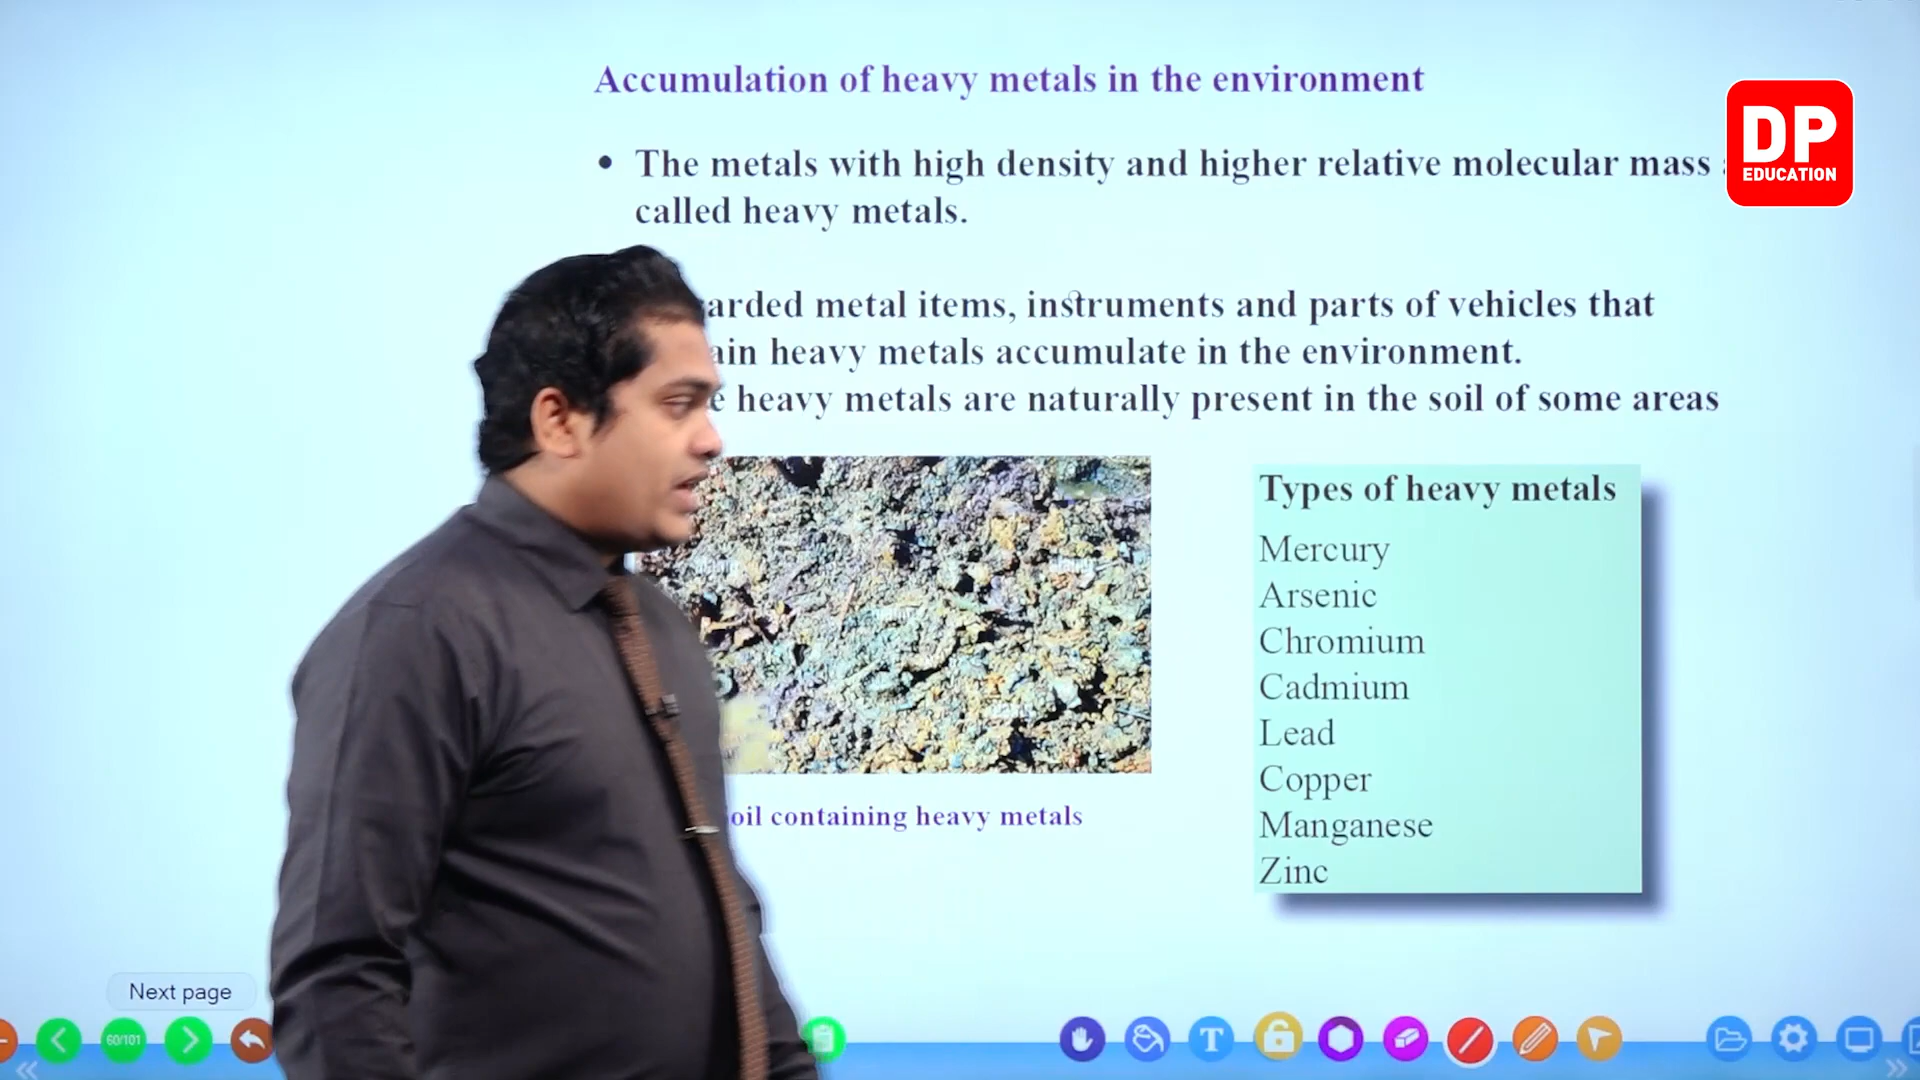 Accumulation of heavy metals in the environment
DP
EDUCATION
• The metals with high density and higher relative molecular mass
called heavy metals.
arded metal items, instruments and parts of vehicles that
ain heavy metals accumulate in the environment.
e heavy metals are naturally present in the soil of some areas
Types of heavy metals
Mercury
Arsenic
Chromium
Cadmium
Lead
Copper
Manganese
Zinc
oil containing heavy metals
Next page
60/101
T